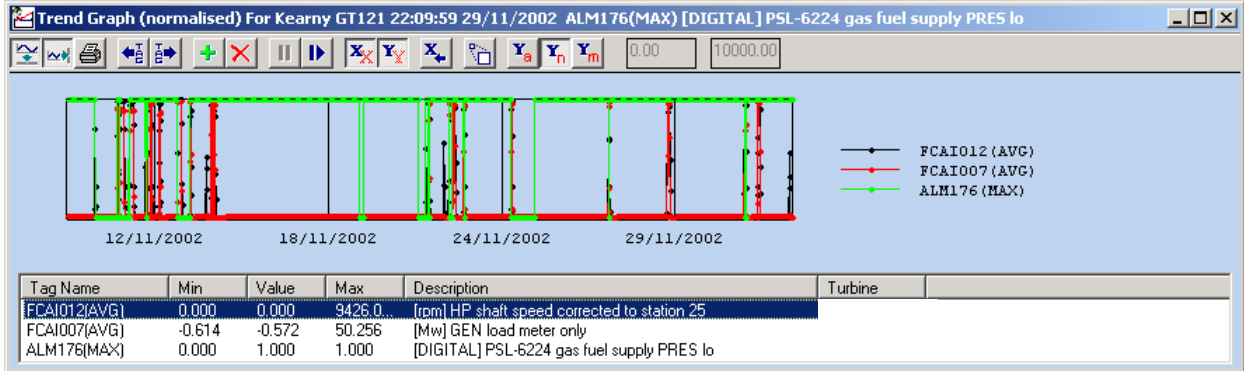 Trend Graph (normalised) For Kearny GT121 22:09:59 29/11/2002 ALM176(MAX) [DIGITAL] PSL-6224 gas fuel supply PRES lo
0.00 10000.00
FCAI012(AVG)
FCAI007(AVG)
ALM176(MAX)
12/11/2002 18/11/2002 24/11/2002 29/11/2002
Tag Name Min Value Max Description Turbine
FCAI012(AVG) 0.000 0.000 9426.0... [rpm] HP shaft speed corrected to station 25
FCAI007(AVG) -0.614 -0.572 50.256 [Mw] GEN load meter only
ALM176(MAX) 0.000 1.000 1.000 [DIGITAL] PSL-6224 gas fuel supply PRES lo